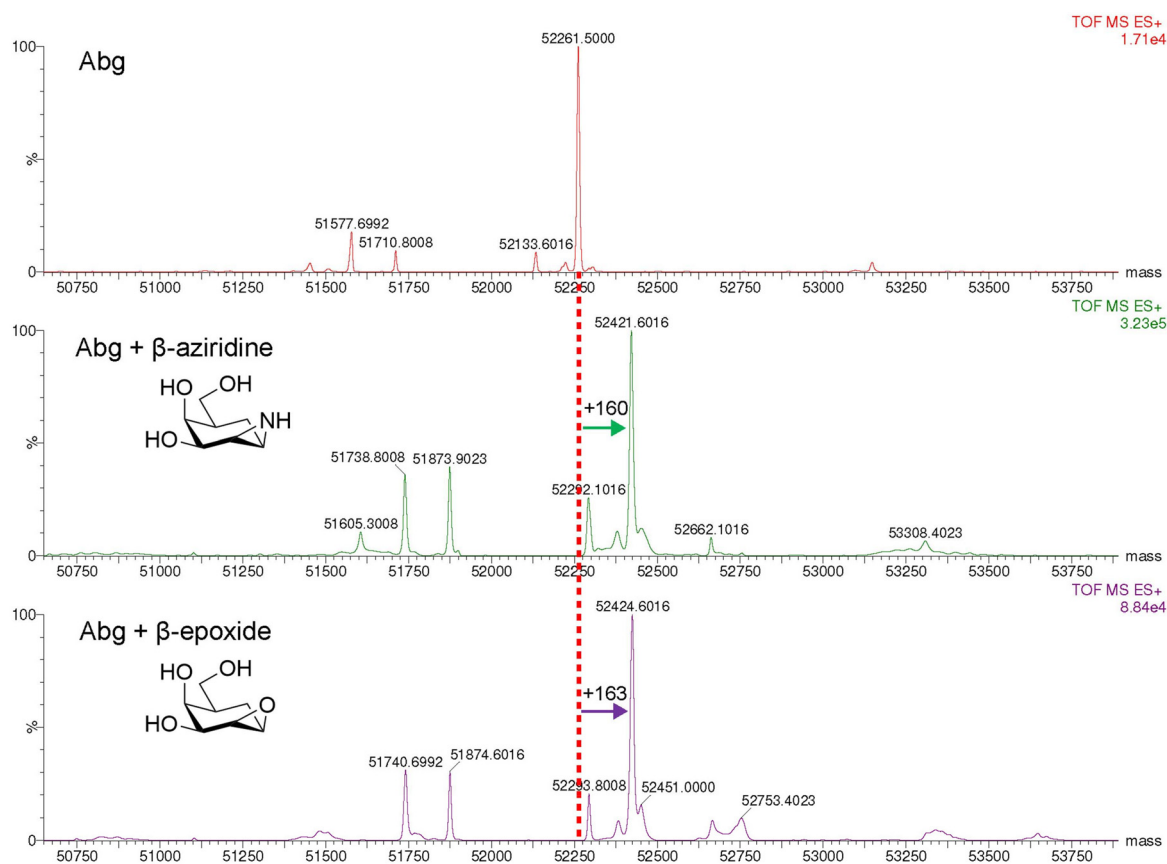 TOF MS ES+
1.71e4
Abg
100
%
0
52261.5000
51577.6992
51710.8008
52133.6016
50750 51000 51250 51500 51750 52000 52250 52500 52750 53000 53250 53500 53750 mass
TOF MS ES+
3.23e5
Abg + β-aziridine
HO OH
NH
HO
100
%
0
52421.6016
+160
51738.8008
51873.9023
51605.3008
52292.1016
52662.1016
53308.4023
50750 51000 51250 51500 51750 52000 52250 52500 52750 53000 53250 53500 53750 mass
TOF MS ES+
8.84e4
Abg + β-epoxide
HO OH
O
HO
100
%
0
52424.6016
+163
51740.6992
51874.6016
52293.8008
52451.0000
52753.4023
50750 51000 51250 51500 51750 52000 52250 52500 52750 53000 53250 53500 53750 mass